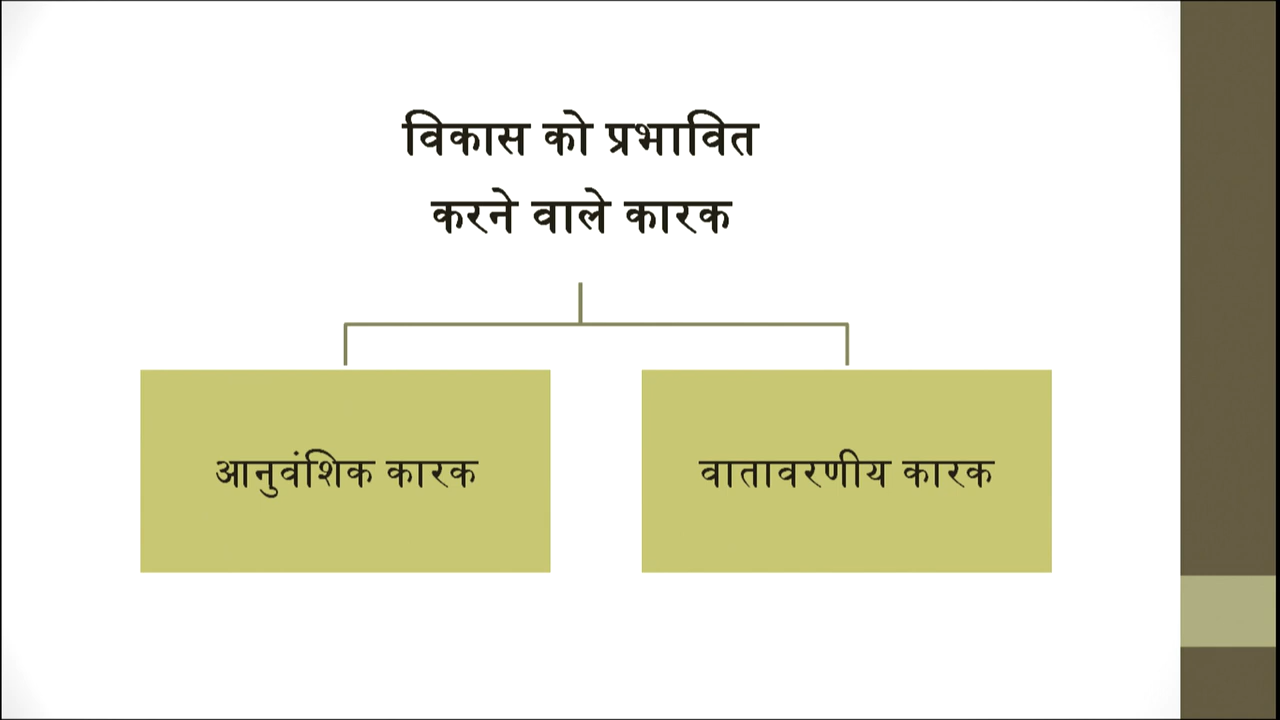 विकास को प्रभावित
करने वाले कारक
आनुवंशिक कारक
वातावरणीय कारक